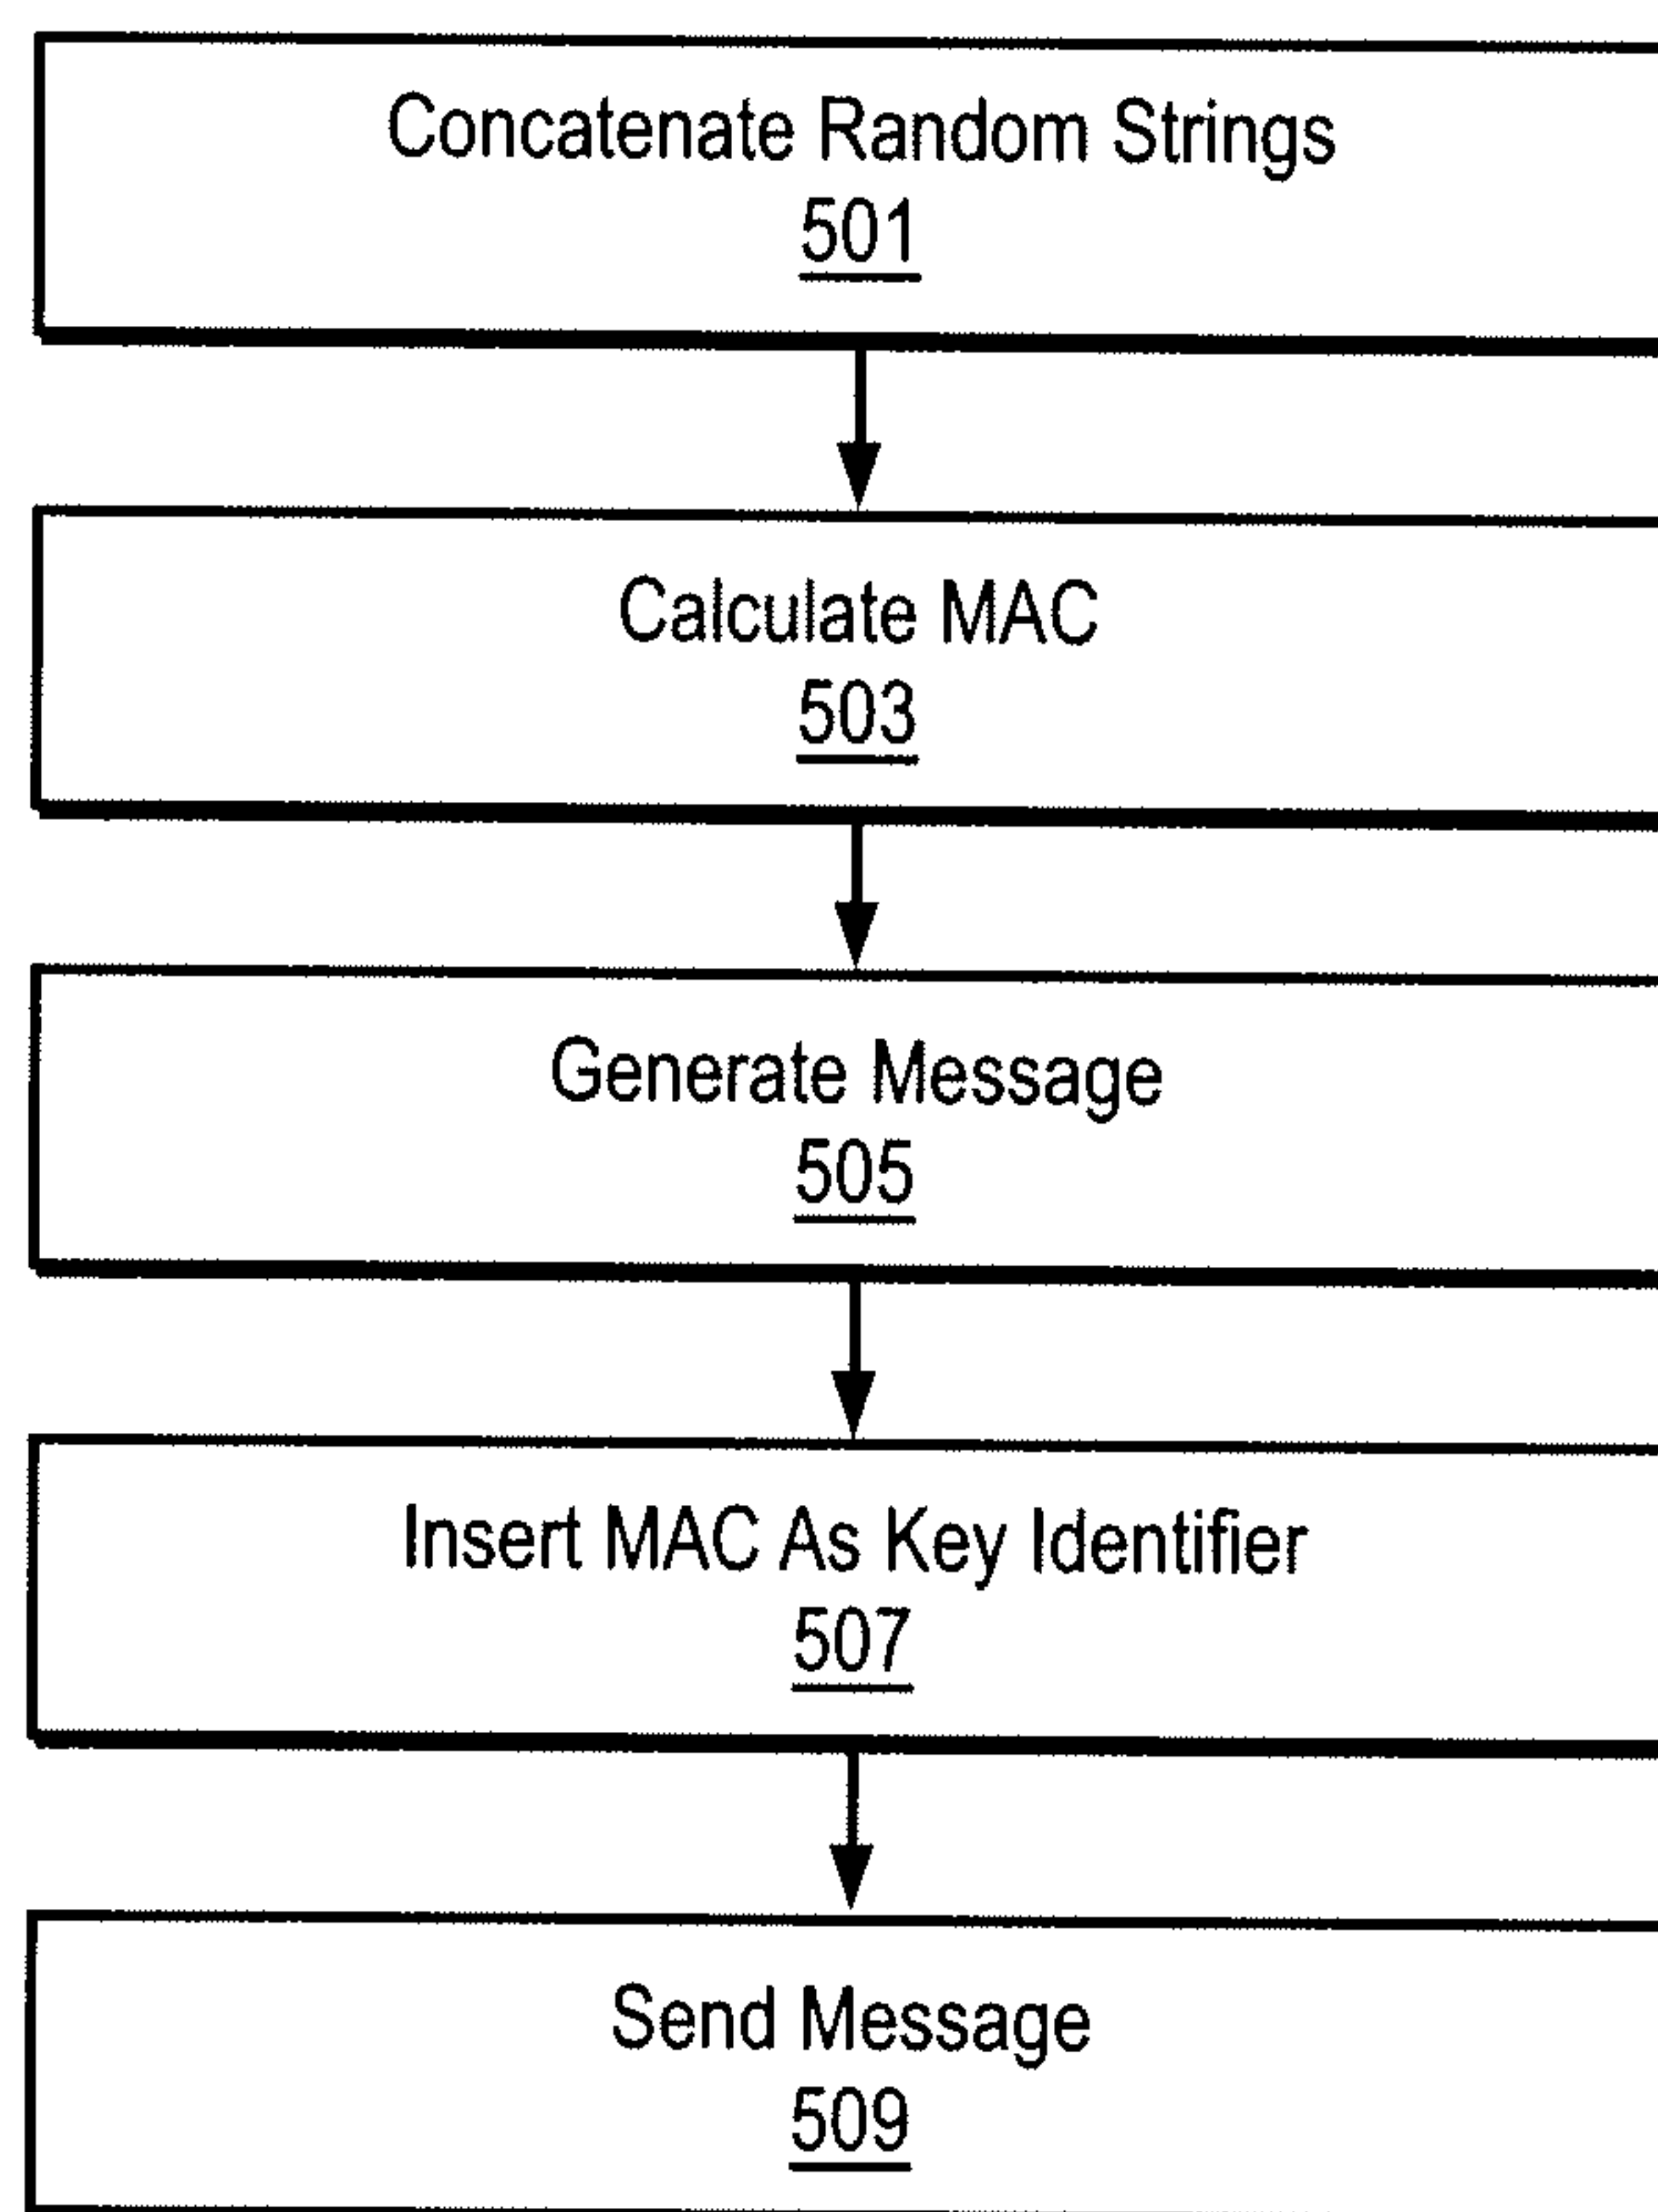 Concatenate Random Strings
501
Calculate MAC
503
Generate Message
505
Insert MAC As Key Identifier
507
Send Message
509